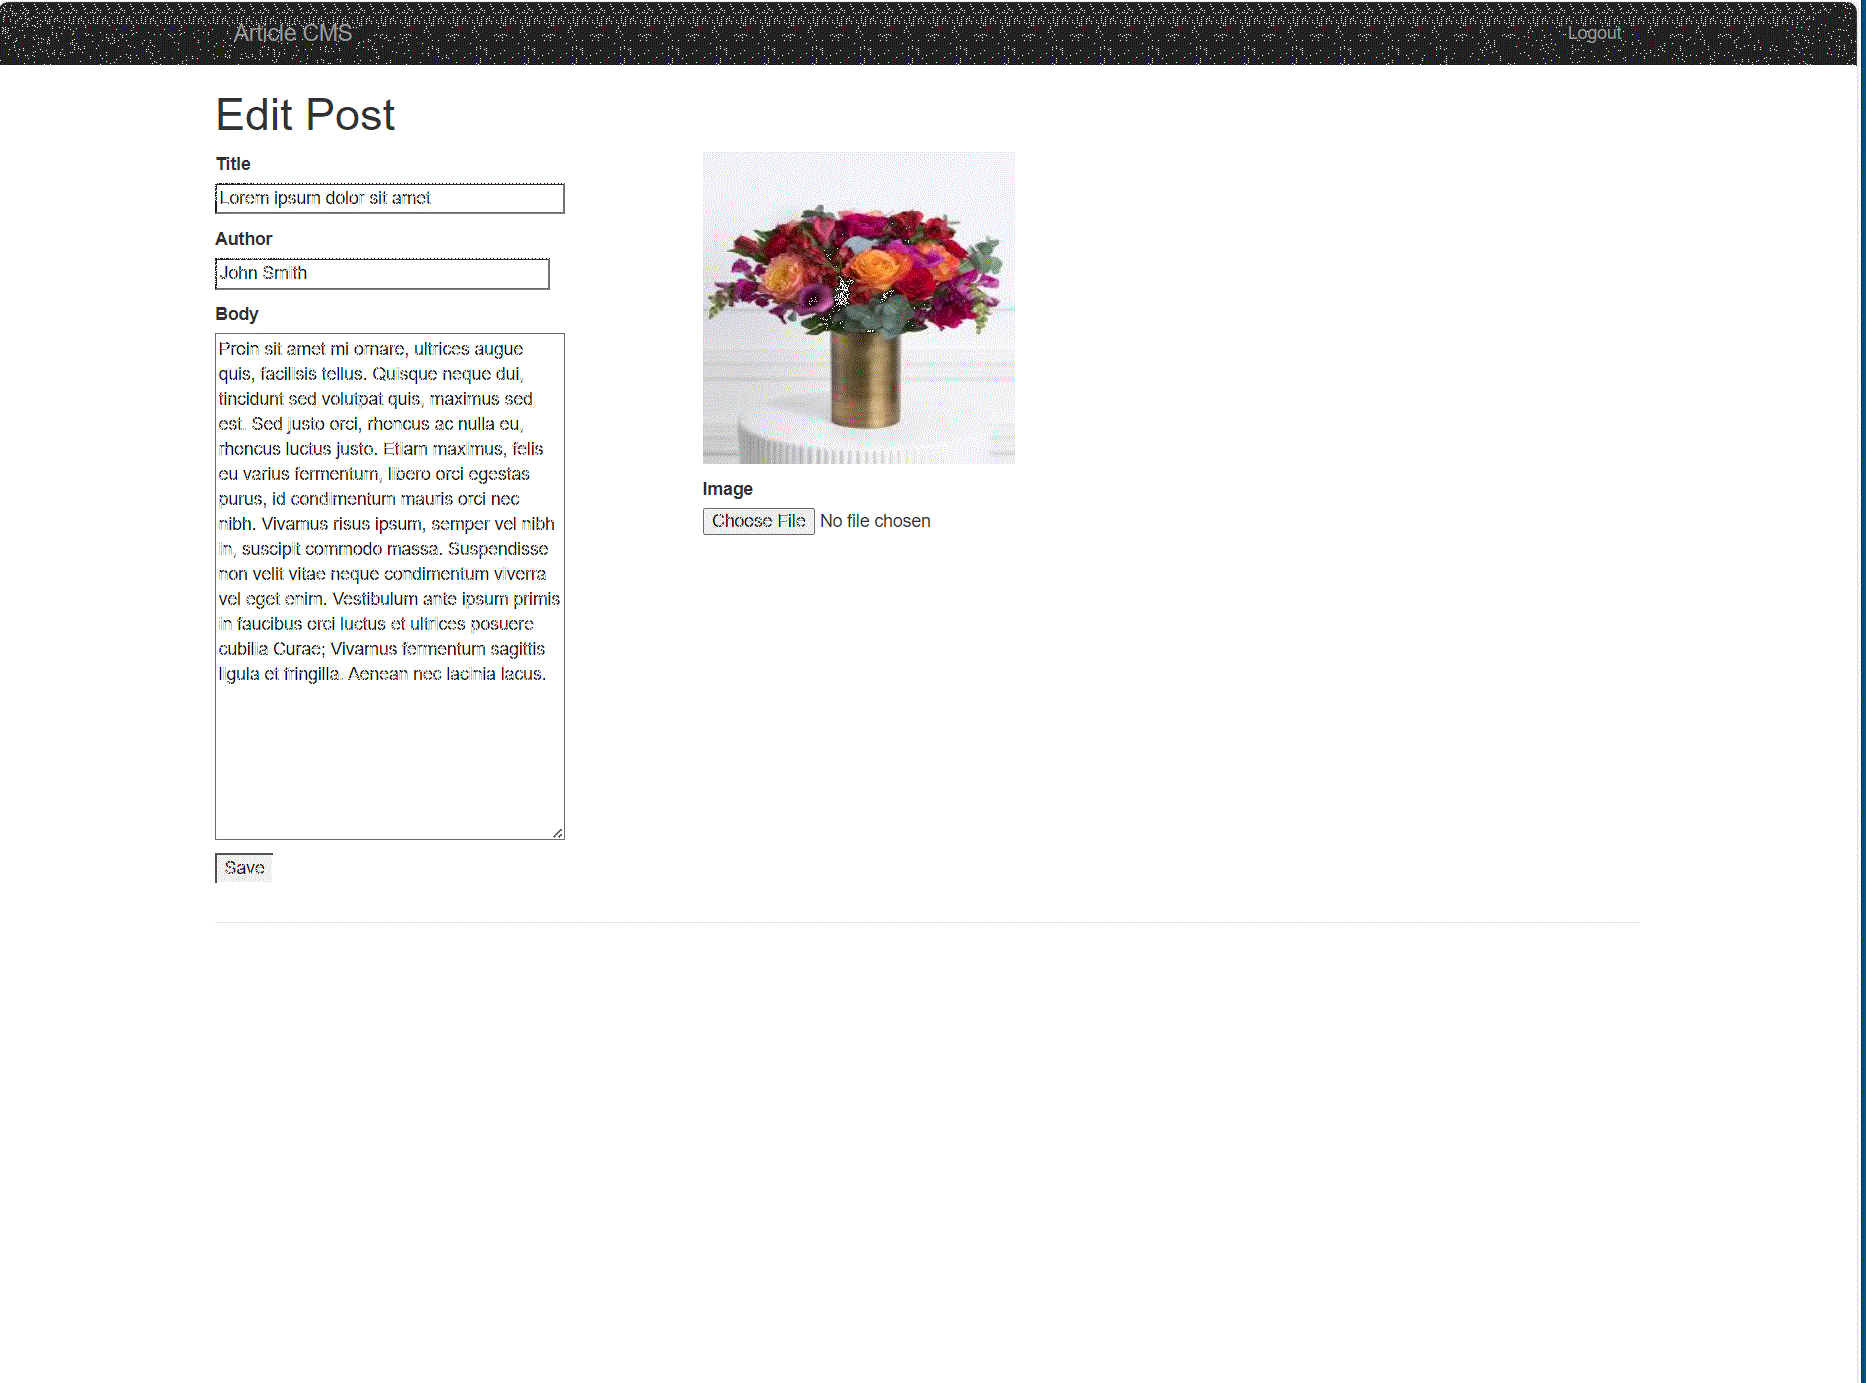 Article CMS
Logout
Edit Post
Title
Lorem ipsum dolor sit amet
Author
John Smith
Body
Proin sit amet mi ornare, ultrices augue
quis, facilisis tellus. Quisque neque dui,
tincidunt sed volutpat quis, maximus sed
est. Sed justo orci, rhoncus ac nulla eu,
rhoncus luctus justo. Etiam maximus, felis
eu varius fermentum, libero orci egestas
purus, id condimentum mauris orci nec
nibh. Vivamus risus ipsum, semper vel nibh
in, suscipit commodo massa. Suspendisse
non velit vitae neque condimentum viverra
vel eget enim. Vestibulum ante ipsum primis
in faucibus orci luctus et ultrices posuere
cubilia Curae; Vivamus fermentum sagittis
ligula et fringilla. Aenean nec lacinia lacus.
Save
Image
Choose File No file chosen